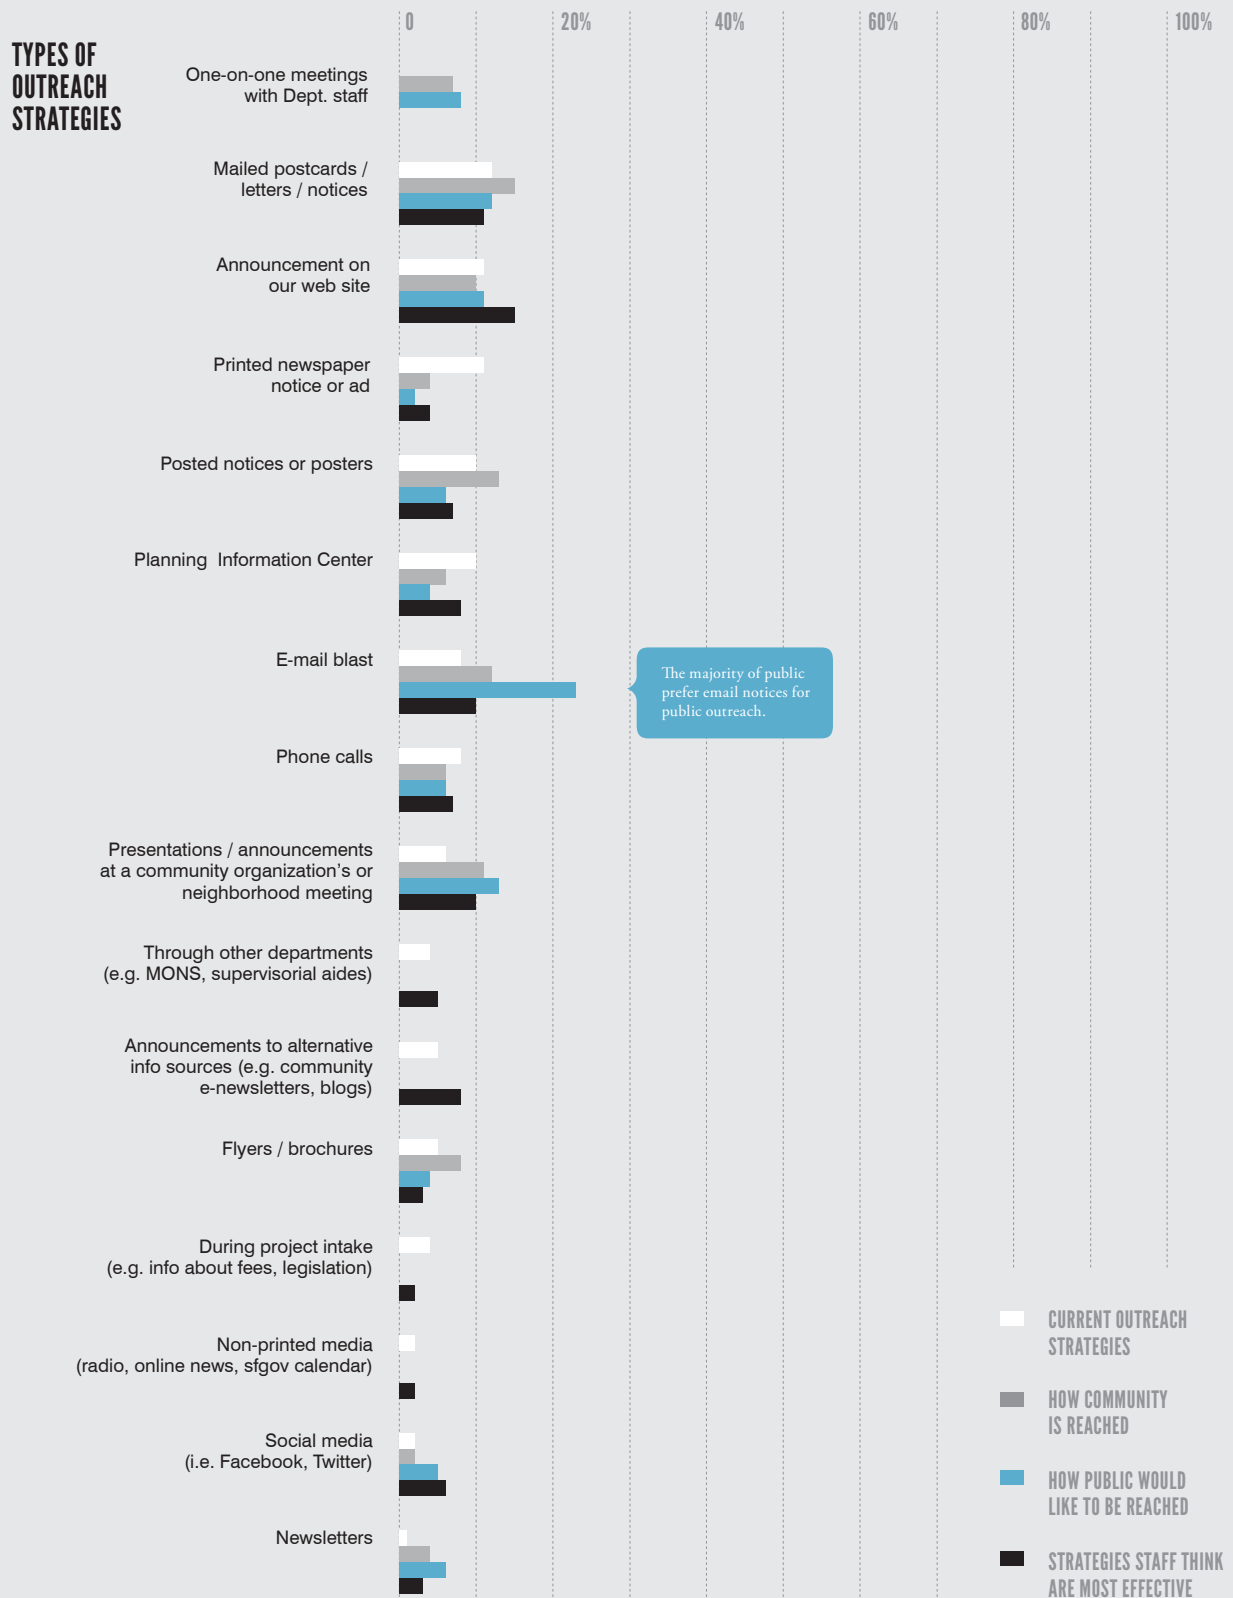 0 20% 40% 60% 80% 100%
TYPES OF
OUTREACH
STRATEGIES
One-on-one meetings
with Dept. staff
Mailed postcards /
letters / notices
Announcement on
our web site
Printed newspaper
notice or ad
Posted notices or posters
Planning Information Center
E-mail blast
The majority of public
prefer email notices for
public outreach.
Phone calls
Presentations / announcements
at a community organization’s or
neighborhood meeting
Through other departments
(e.g. MONS, supervisorial aides)
Announcements to alternative
info sources (e.g. community
e-newsletters, blogs)
Flyers / brochures
During project intake
(e.g. info about fees, legislation)
Non-printed media
(radio, online news, sfgov calendar)
Social media
(i.e. Facebook, Twitter)
Newsletters
CURRENT OUTREACH
STRATEGIES
HOW COMMUNITY
IS REACHED
HOW PUBLIC WOULD
LIKE TO BE REACHED
STRATEGIES STAFF THINK
ARE MOST EFFECTIVE